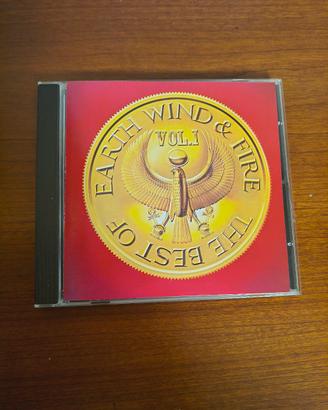 THE BEST OF
EARTH WIND & FIRE
VOL.I